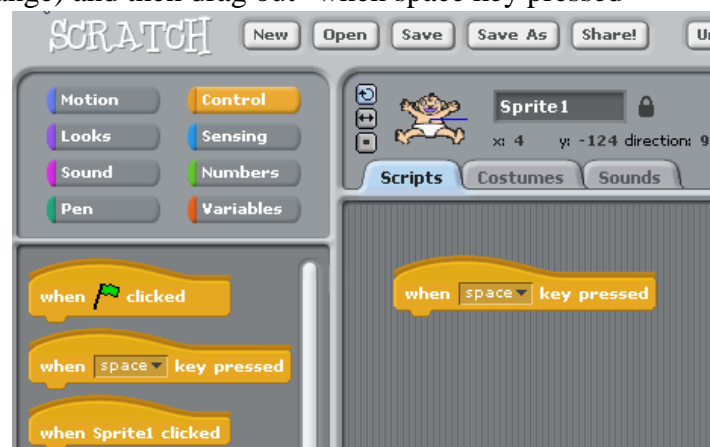 ange) and then drag out "when space key pressed"
SCRATCH New Open Save Save As Share!
Motion Control
Looks Sensing
Sound Numbers
Pen Variables
Sprite1
x: 4 y: -124 direction: 9
Scripts Costumes Sounds
when clicked
when space key pressed
when Sprite1 clicked
when space key pressed